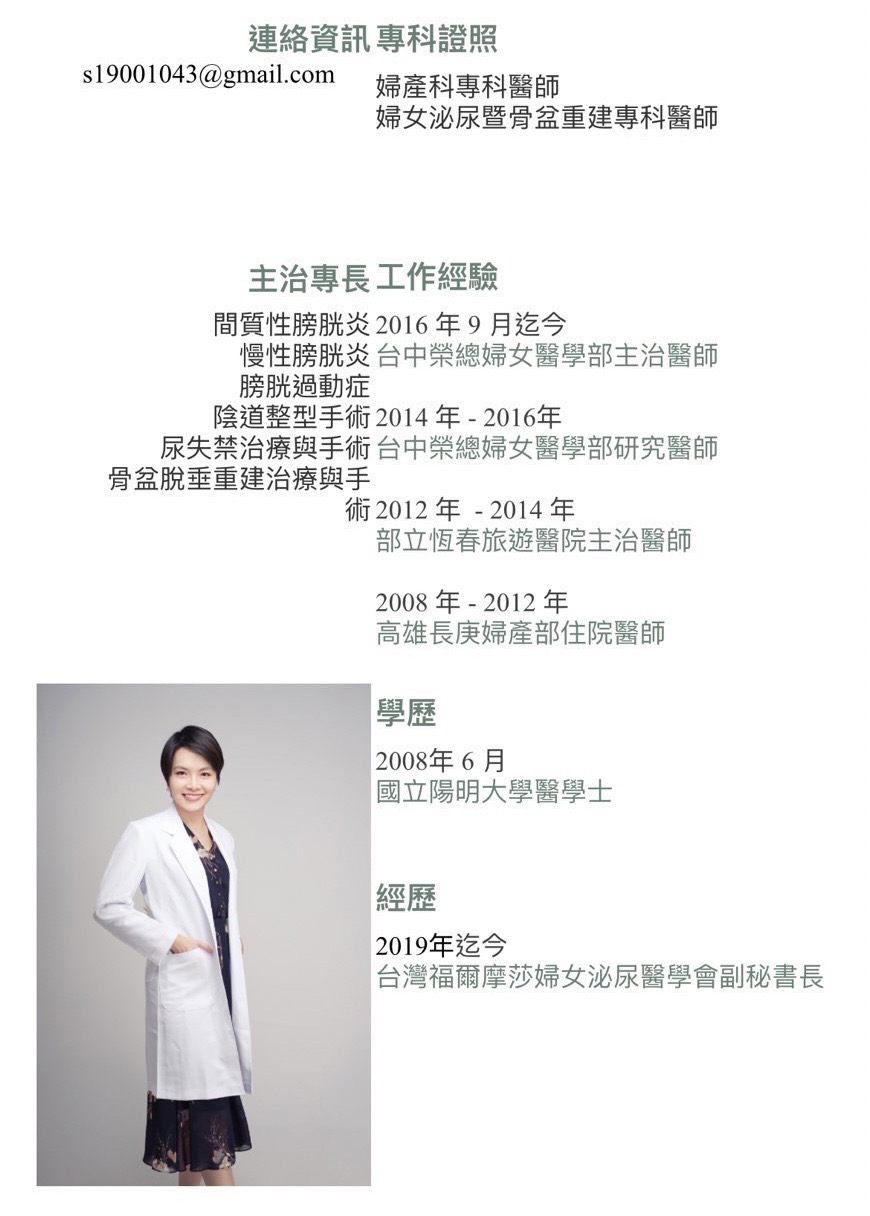 連絡資訊
s19001043@gmail.com
專科證照
婦產科專科醫師
婦女泌尿暨骨盆重建專科醫師
主治專長
間質性膀胱炎
慢性膀胱炎
膀胱過動症
陰道整型手術
尿失禁治療與手術
骨盆脫垂重建治療與手
術
工作經驗
2016 年 9 月迄今
台中榮總婦女醫學部主治醫師
2014 年 - 2016年
台中榮總婦女醫學部研究醫師
2012 年 - 2014 年
部立恆春旅遊醫院主治醫師
2008 年 - 2012 年
高雄長庚婦產部住院醫師
學歷
2008年 6 月
國立陽明大學醫學士
經歷
2019年迄今
台灣福爾摩莎婦女泌尿醫學會副秘書長